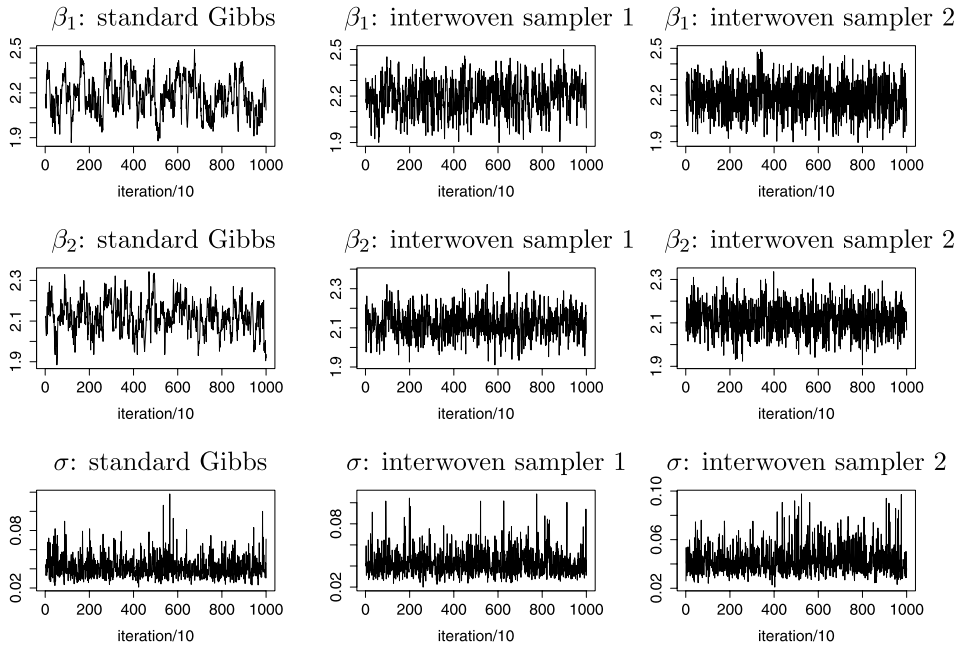 β₁: standard Gibbs
2.5
2.2
1.9
0 200 400 600 800 1000
iteration/10
β₁: interwoven sampler 1
2.5
2.2
1.9
0 200 400 600 800 1000
iteration/10
β₁: interwoven sampler 2
2.5
2.2
1.9
0 200 400 600 800 1000
iteration/10
β₂: standard Gibbs
2.3
2.1
1.9
0 200 400 600 800 1000
iteration/10
β₂: interwoven sampler 1
2.3
2.1
1.9
0 200 400 600 800 1000
iteration/10
β₂: interwoven sampler 2
2.3
2.1
1.9
0 200 400 600 800 1000
iteration/10
σ: standard Gibbs
0.08
0.02
0 200 400 600 800 1000
iteration/10
σ: interwoven sampler 1
0.08
0.02
0 200 400 600 800 1000
iteration/10
σ: interwoven sampler 2
0.10
0.06
0.02
0 200 400 600 800 1000
iteration/10